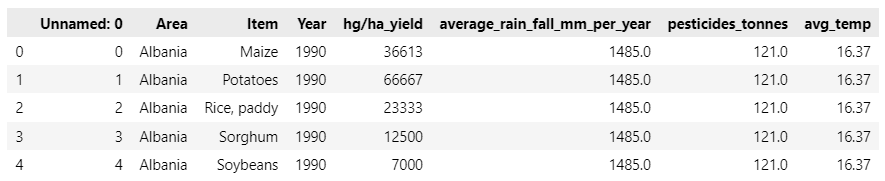 Unnamed: 0 Area Item Year hg/ha_yield average_rain_fall_mm_per_year pesticides_tonnes avg_temp
0 0 Albania Maize 1990 36613 1485.0 121.0 16.37
1 1 Albania Potatoes 1990 66667 1485.0 121.0 16.37
2 2 Albania Rice, paddy 1990 23333 1485.0 121.0 16.37
3 3 Albania Sorghum 1990 12500 1485.0 121.0 16.37
4 4 Albania Soybeans 1990 7000 1485.0 121.0 16.37